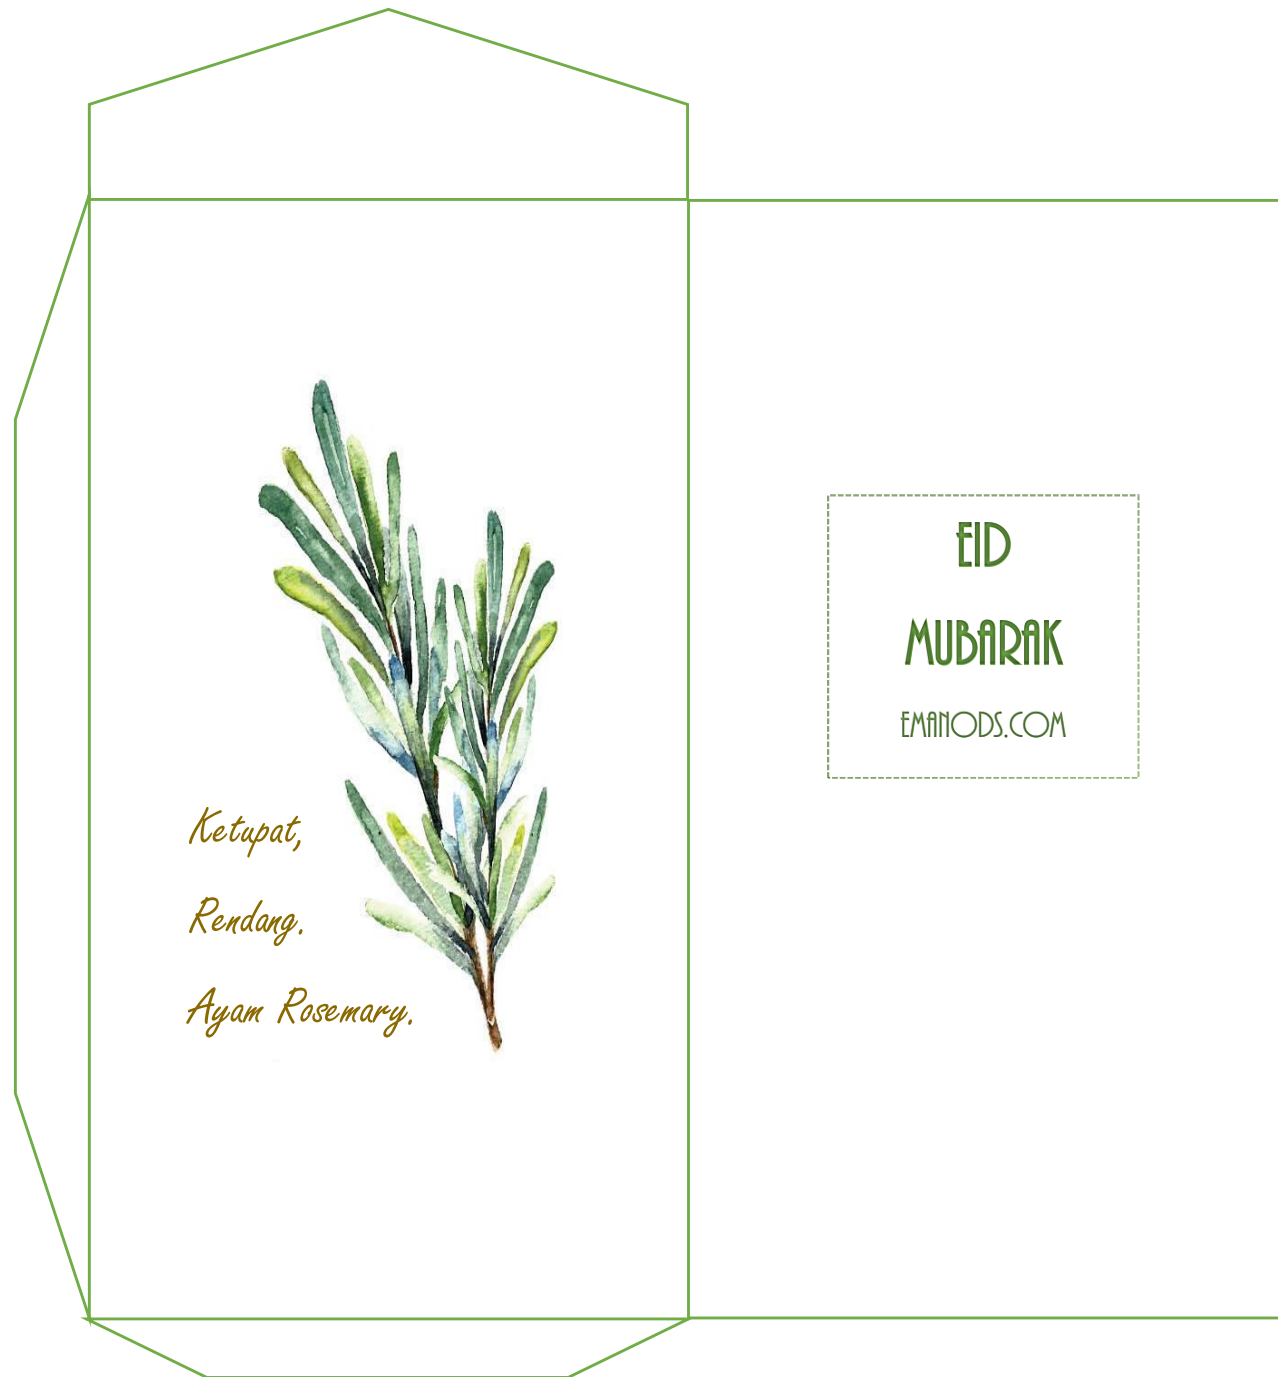 Ketupat,
Rendang.
Ayam Rosemary.
EID
MUBARAK
EMANODS.COM